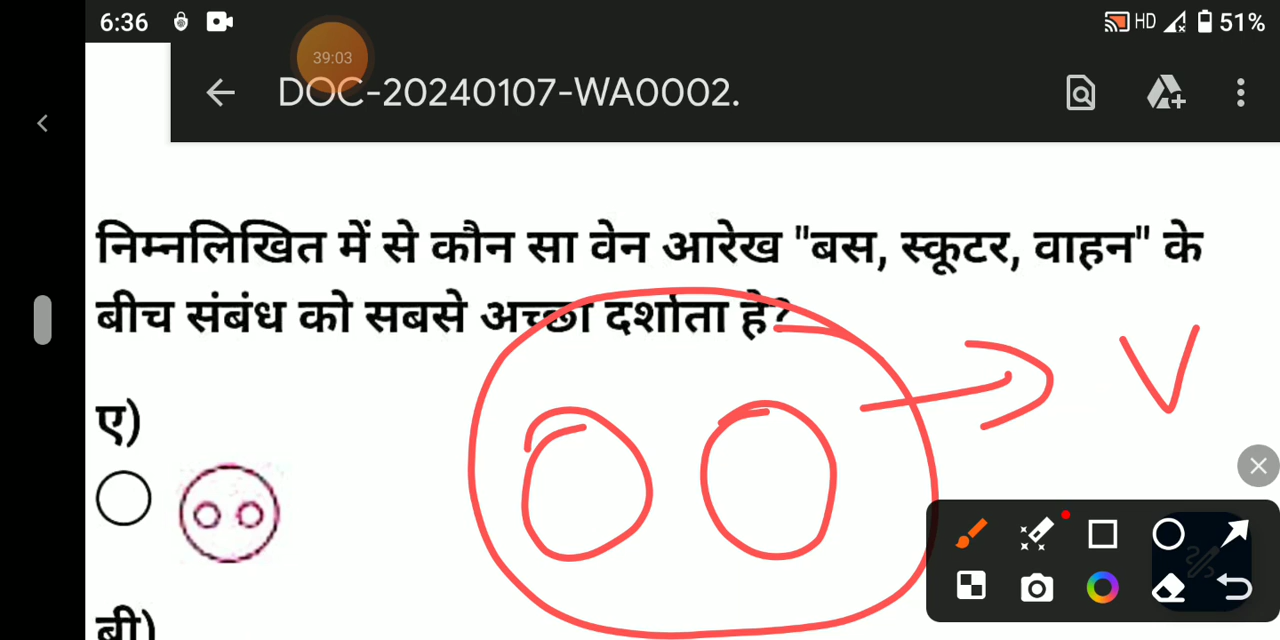 6:36
HD
51%
39:03
DOC-20240107-WA0002.
निम्नलिखित में से कौन सा वेन आरेख "बस, स्कूटर, वाहन" के
बीच संबंध को सबसे अच्छा दर्शाता है?
V
ए)
बी)